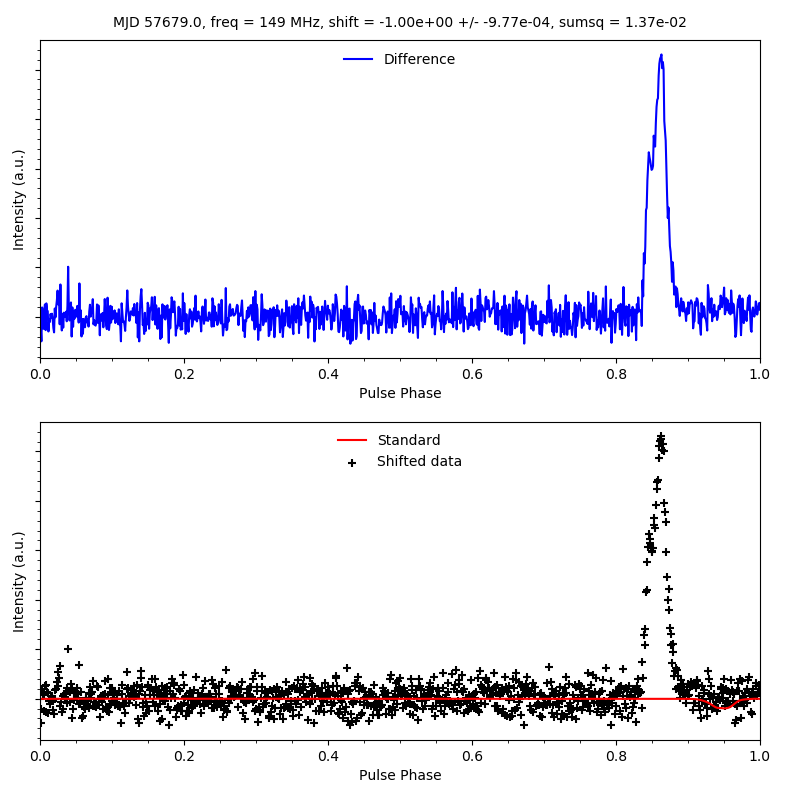 MJD 57679.0, freq = 149 MHz, shift = -1.00e+00 +/- -9.77e-04, sumsq = 1.37e-02
Difference
Intensity (a.u.)
0.0 0.2 0.4 0.6 0.8 1.0
Pulse Phase
Standard
Shifted data
Intensity (a.u.)
0.0 0.2 0.4 0.6 0.8 1.0
Pulse Phase